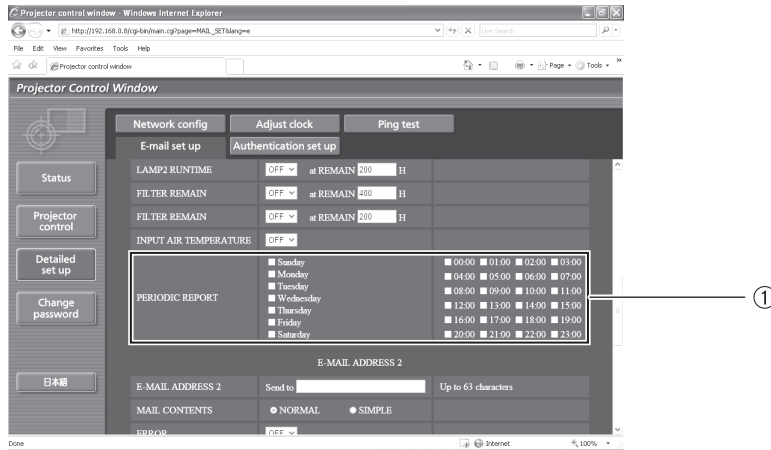 Projector control window - Windows Internet Explorer
http://192.168.0.8/cgi-bin/main.cgi?page=MAIL_SET&lang=e
Live Search
File Edit View Favorites Tools Help
Projector control window
Page Tools
Projector Control Window
Network config Adjust clock Ping test
E-mail set up Authentication set up
Status
Projector control
Detailed set up
Change password
日本語
LAMP2 RUNTIME OFF at REMAIN 200 H
FILTER REMAIN OFF at REMAIN 400 H
FILTER REMAIN OFF at REMAIN 200 H
INPUT AIR TEMPERATURE OFF
PERIODIC REPORT
Sunday
Monday
Tuesday
Wednesday
Thursday
Friday
Saturday
00:00 01:00 02:00 03:00
04:00 05:00 06:00 07:00
08:00 09:00 10:00 11:00
12:00 13:00 14:00 15:00
16:00 17:00 18:00 19:00
20:00 21:00 22:00 23:00
①
E-MAIL ADDRESS 2
E-MAIL ADDRESS 2 Send to Up to 63 characters
MAIL CONTENTS NORMAL SIMPLE
ERROR OFF
Done Internet 100%